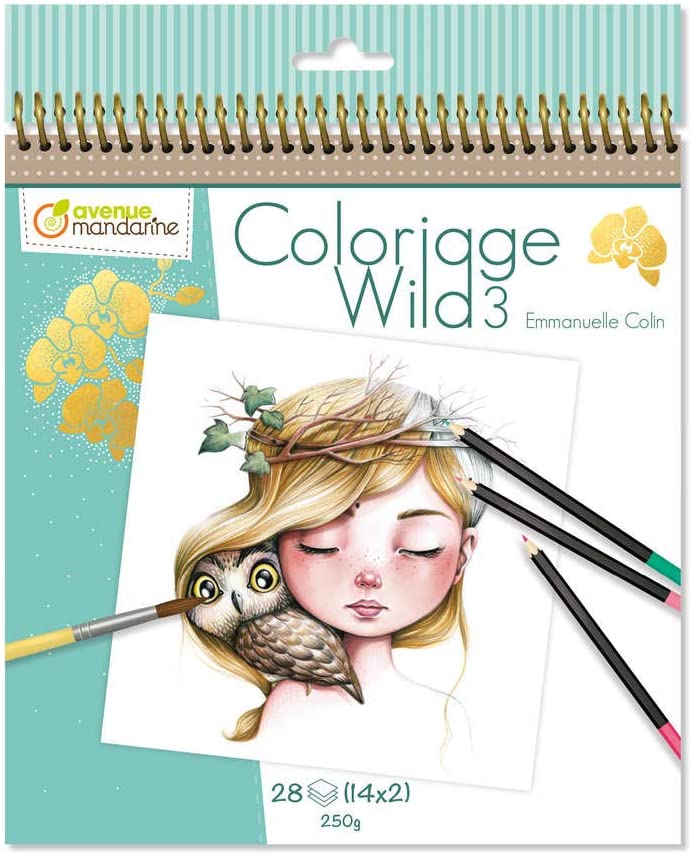 avenue
mandarine
Coloriage
Wild 3
Emmanuelle Colin
28 (14x2)
250g